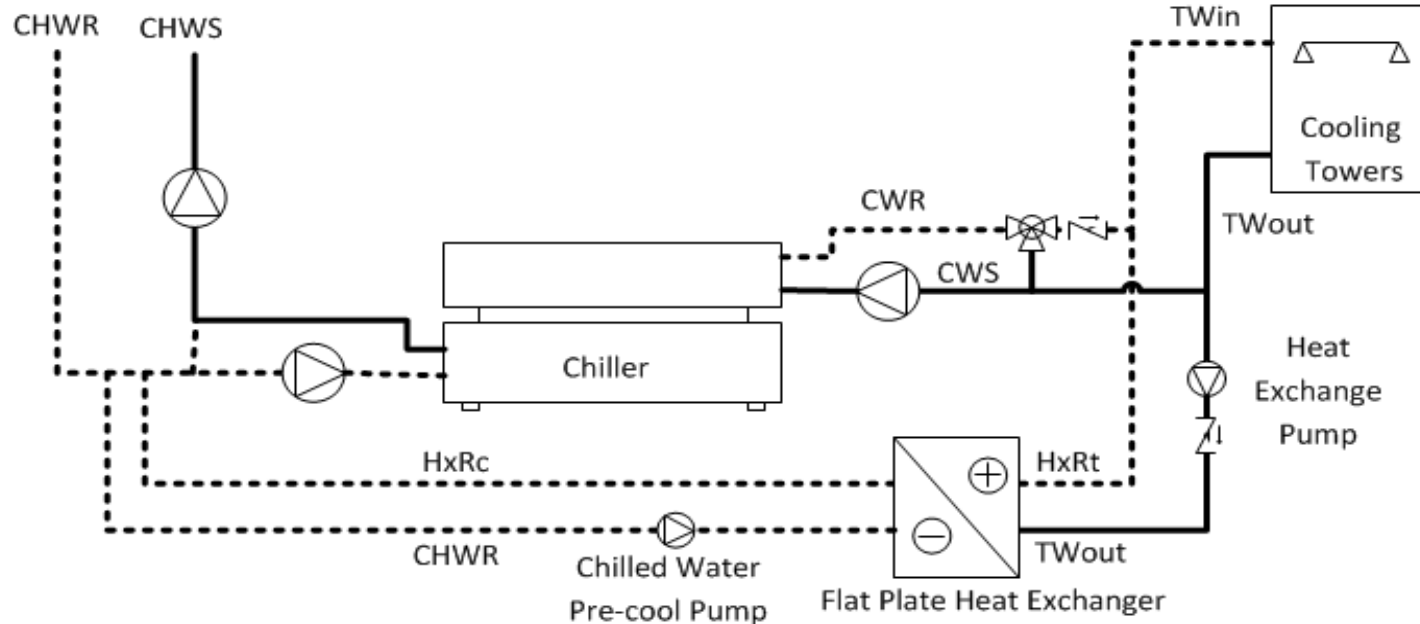 CHWR
CHWS
TWin
Cooling
Towers
CWR
TWout
CWS
Chiller
Heat
Exchange
Pump
HxRc
HxRt
CHWR
TWout
Chilled Water
Pre-cool Pump
Flat Plate Heat Exchanger